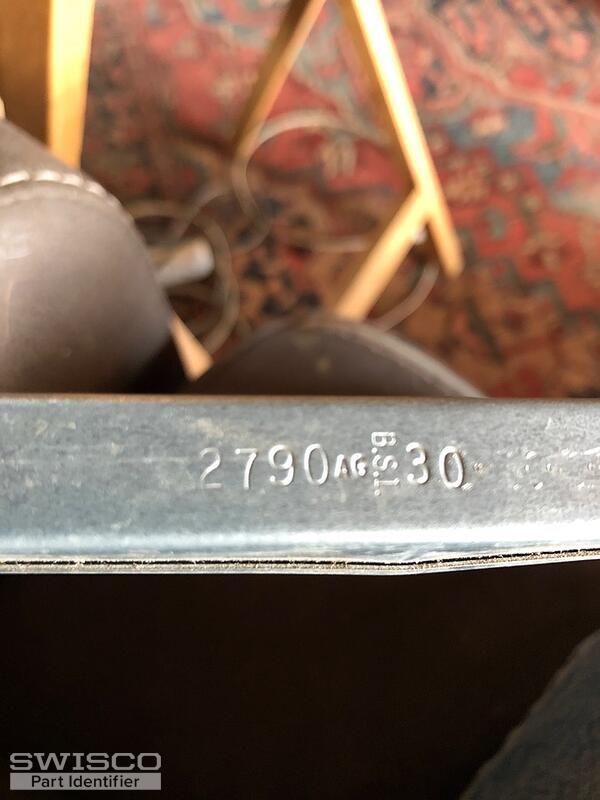 2790 AG B.S.I. 30
SWISCO
Part Identifier